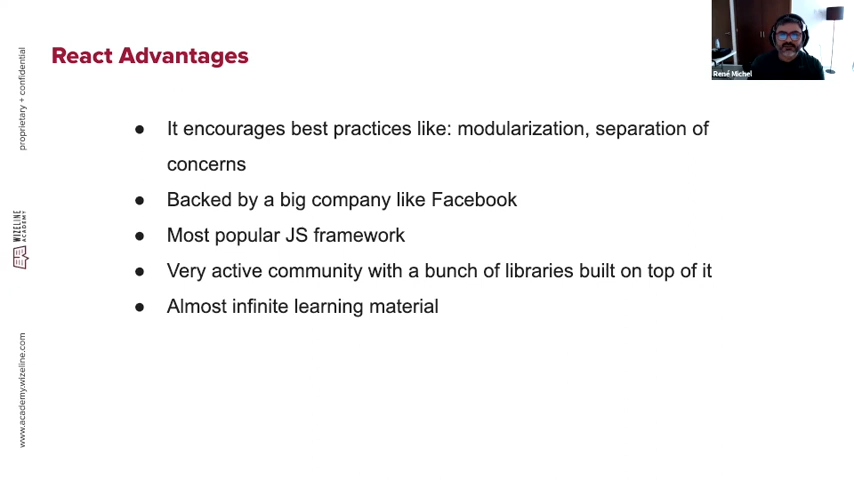 React Advantages
René Michel
● It encourages best practices like: modularization, separation of
concerns
● Backed by a big company like Facebook
● Most popular JS framework
● Very active community with a bunch of libraries built on top of it
● Almost infinite learning material
proprietary + confidential
WIZELINE
ACADEMY
www.academy.wizeline.com